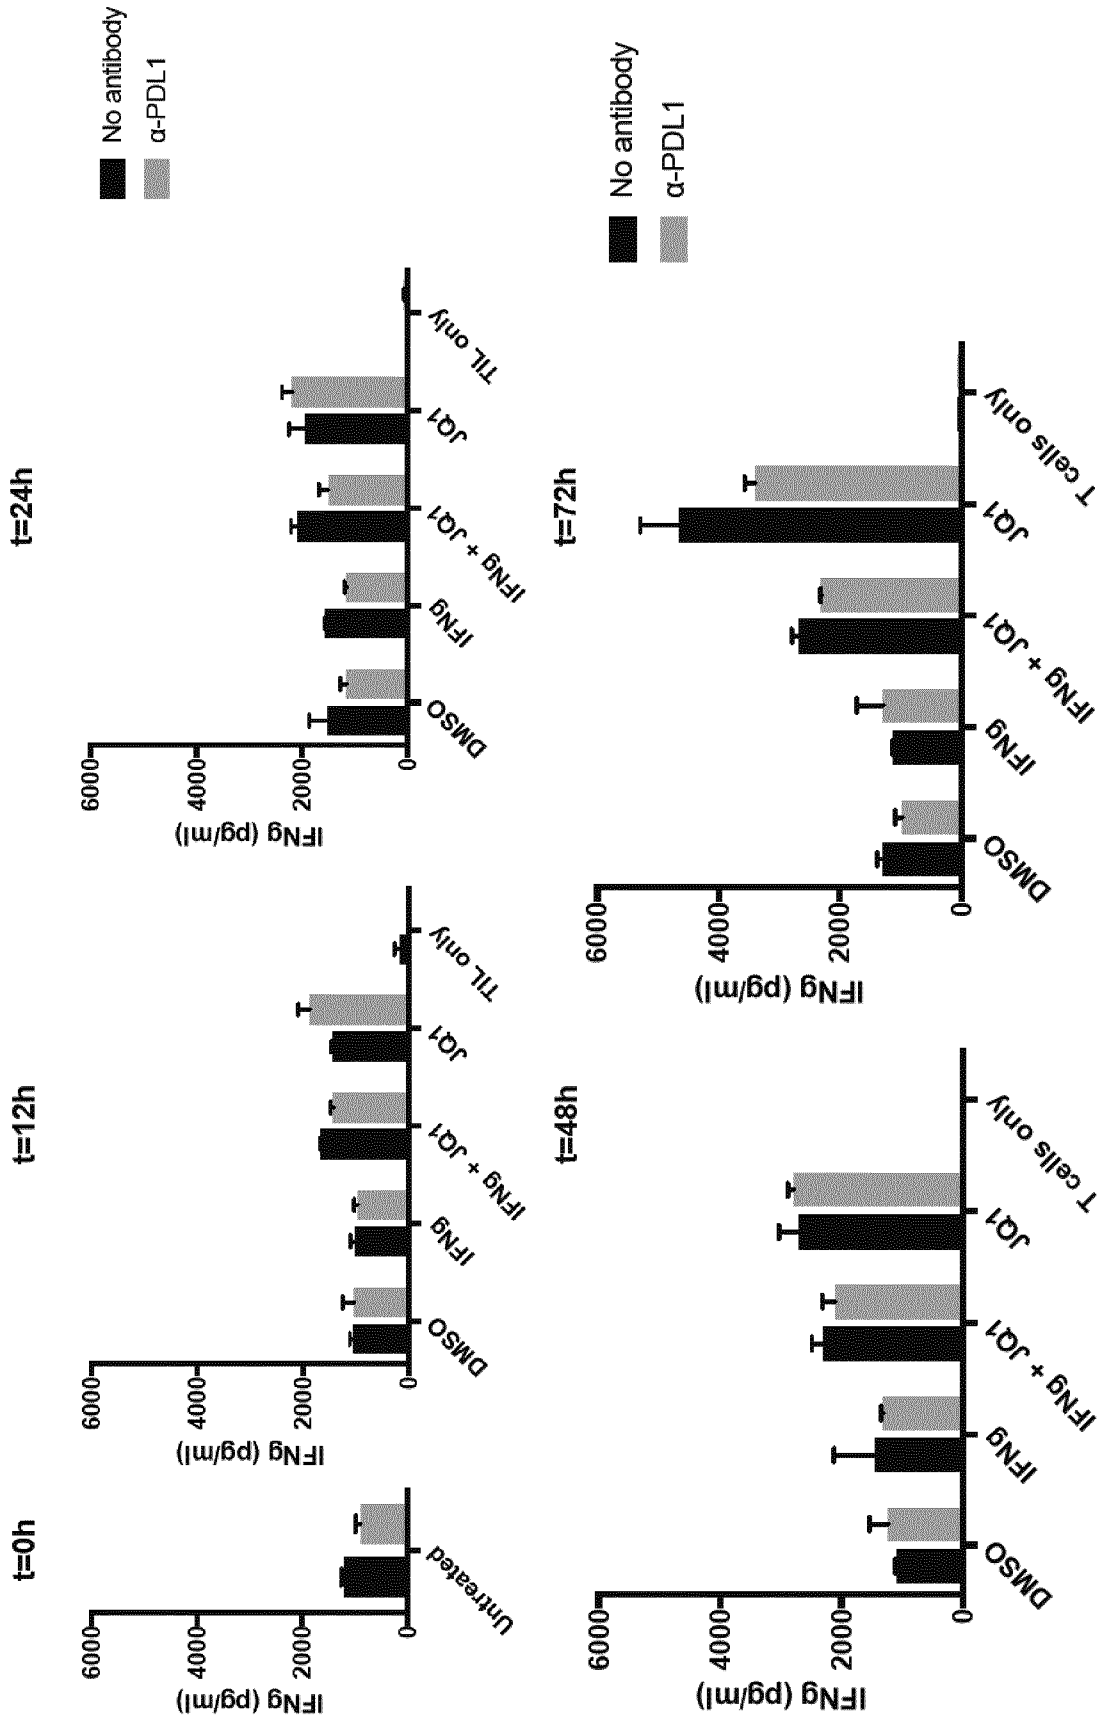 t=0h
IFNg (pg/ml)
6000
4000
2000
0
Untreated
t=12h
IFNg (pg/ml)
6000
4000
2000
0
DMSO
IFNg
IFNg + JQ1
JQ1
TIL only
t=24h
IFNg (pg/ml)
6000
4000
2000
0
DMSO
IFNg
IFNg + JQ1
JQ1
TIL only
No antibody
α-PDL1
t=48h
IFNg (pg/ml)
6000
4000
2000
0
DMSO
IFNg
IFNg + JQ1
JQ1
T cells only
t=72h
IFNg (pg/ml)
6000
4000
2000
0
DMSO
IFNg
IFNg + JQ1
JQ1
T cells only
No antibody
α-PDL1